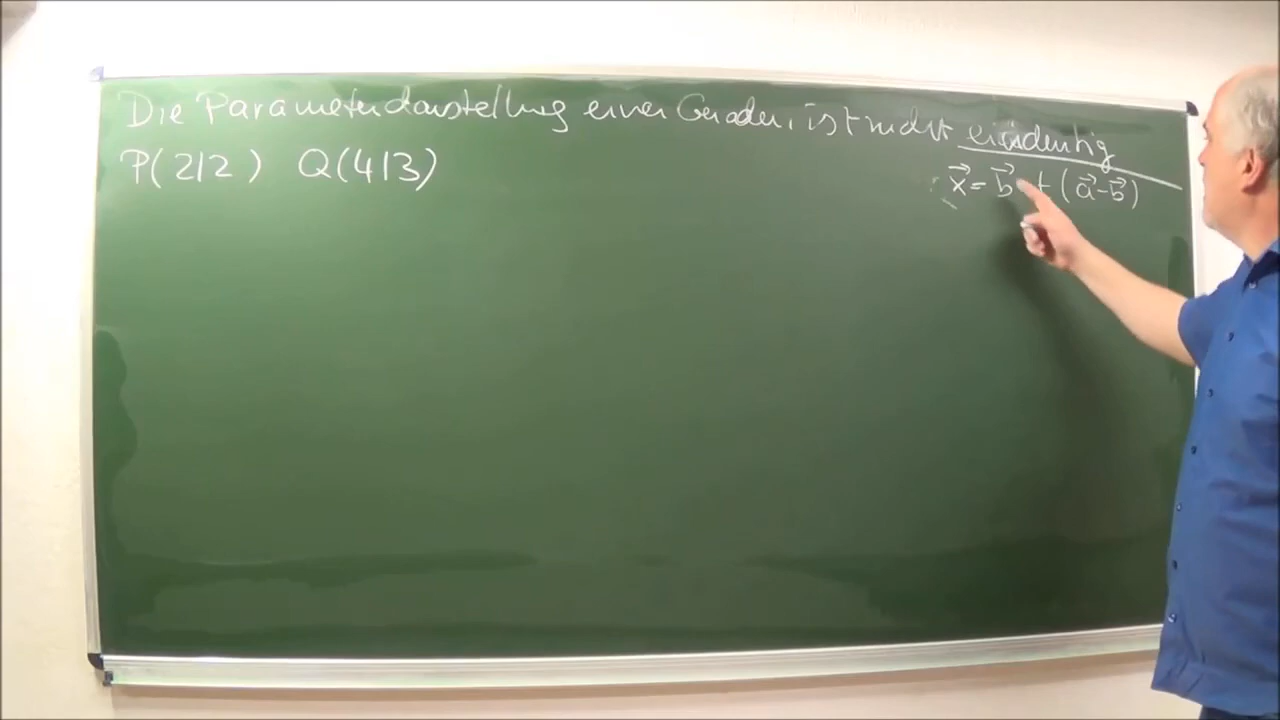 Die Parameterdarstellung einer Geraden, ist nicht eindeutig
P(2|2) Q(4|3)
x⃗ = b⃗ + (a⃗ - b⃗)